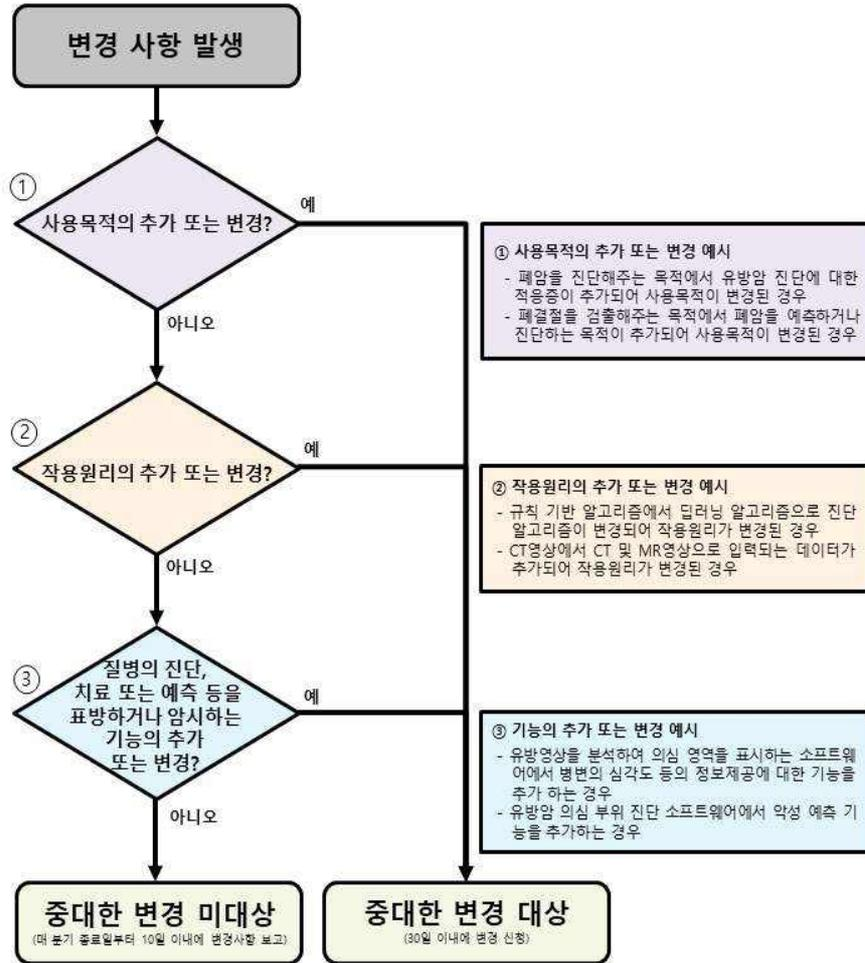 변경 사항 발생
①
사용목적의 추가 또는 변경?
예
아니오
① 사용목적의 추가 또는 변경 예시
- 폐암을 진단해주는 목적에서 유방암 진단에 대한
적응증이 추가되어 사용목적이 변경된 경우
- 폐결절을 검출해주는 목적에서 폐암을 예측하거나
진단하는 목적이 추가되어 사용목적이 변경된 경우
②
작용원리의 추가 또는 변경?
예
아니오
② 작용원리의 추가 또는 변경 예시
- 규칙 기반 알고리즘에서 딥러닝 알고리즘으로 진단
알고리즘이 변경되어 작용원리가 변경된 경우
- CT영상에서 CT 및 MR영상으로 입력되는 데이터가
추가되어 작용원리가 변경된 경우
③
질병의 진단,
치료 또는 예측 등을
표방하거나 암시하는
기능의 추가
또는 변경?
예
아니오
③ 기능의 추가 또는 변경 예시
- 유방영상을 분석하여 의심 영역을 표시하는 소프트웨
어에서 병변의 심각도 등의 정보제공에 대한 기능을
추가 하는 경우
- 유방암 의심 부위 진단 소프트웨어에서 악성 예측 기
능을 추가하는 경우
중대한 변경 미대상
(매 분기 종료일부터 10일 이내에 변경사항 보고)
중대한 변경 대상
(30일 이내에 변경 신청)